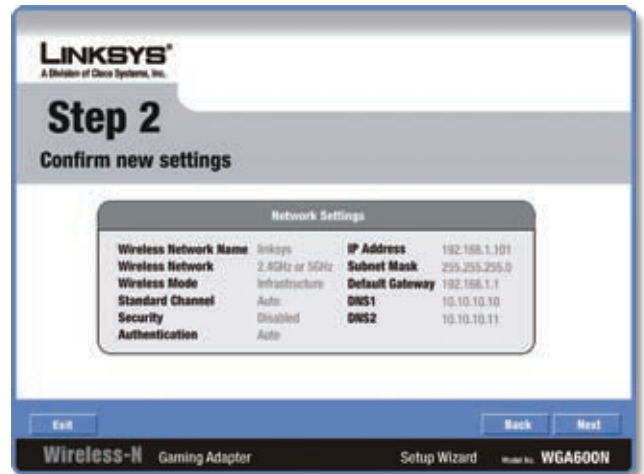 LINKSYS®
A Division of Cisco Systems, Inc.
Step 2
Confirm new settings
Network Settings
Wireless Network Name linksys
Wireless Network 2.4GHz or 5GHz
Wireless Mode Infrastructure
Standard Channel Auto
Security Disabled
Authentication Auto
IP Address 192.168.1.101
Subnet Mask 255.255.255.0
Default Gateway 192.168.1.1
DNS1 10.10.10.10
DNS2 10.10.10.11
Exit
Back
Next
Wireless-N Gaming Adapter
Setup Wizard Model No. WGA600N